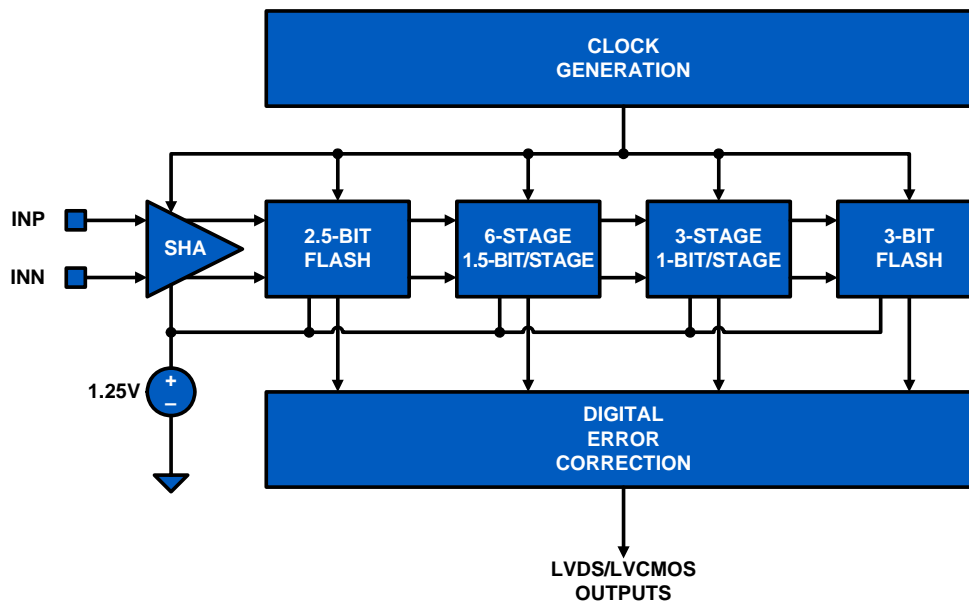 CLOCK
GENERATION
INP
INN
SHA
2.5-BIT
FLASH
6-STAGE
1.5-BIT/STAGE
3-STAGE
1-BIT/STAGE
3-BIT
FLASH
1.25V
+
–
DIGITAL
ERROR
CORRECTION
LVDS/LVCMOS
OUTPUTS